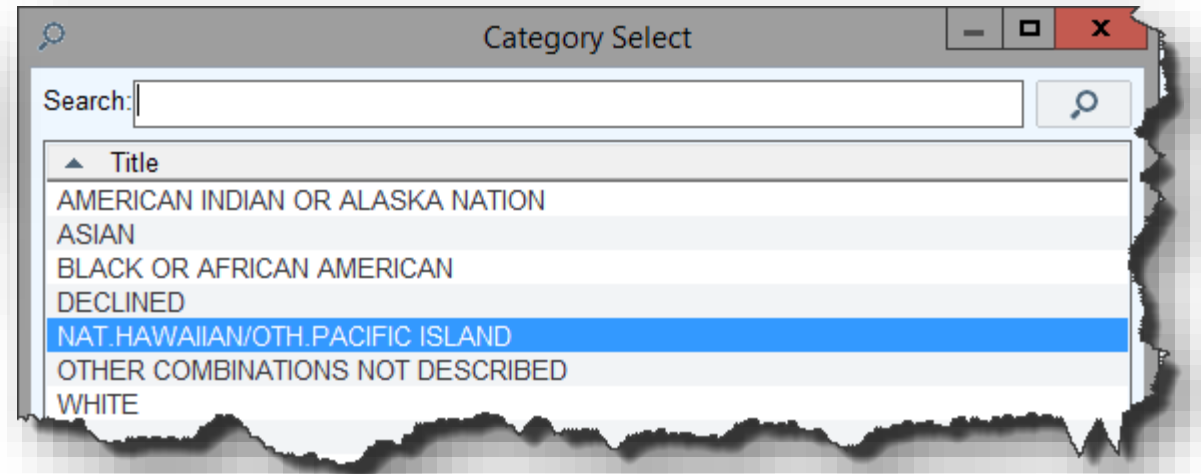 Category Select
Search:
Title
AMERICAN INDIAN OR ALASKA NATION
ASIAN
BLACK OR AFRICAN AMERICAN
DECLINED
NAT.HAWAIIAN/OTH.PACIFIC ISLAND
OTHER COMBINATIONS NOT DESCRIBED
WHITE